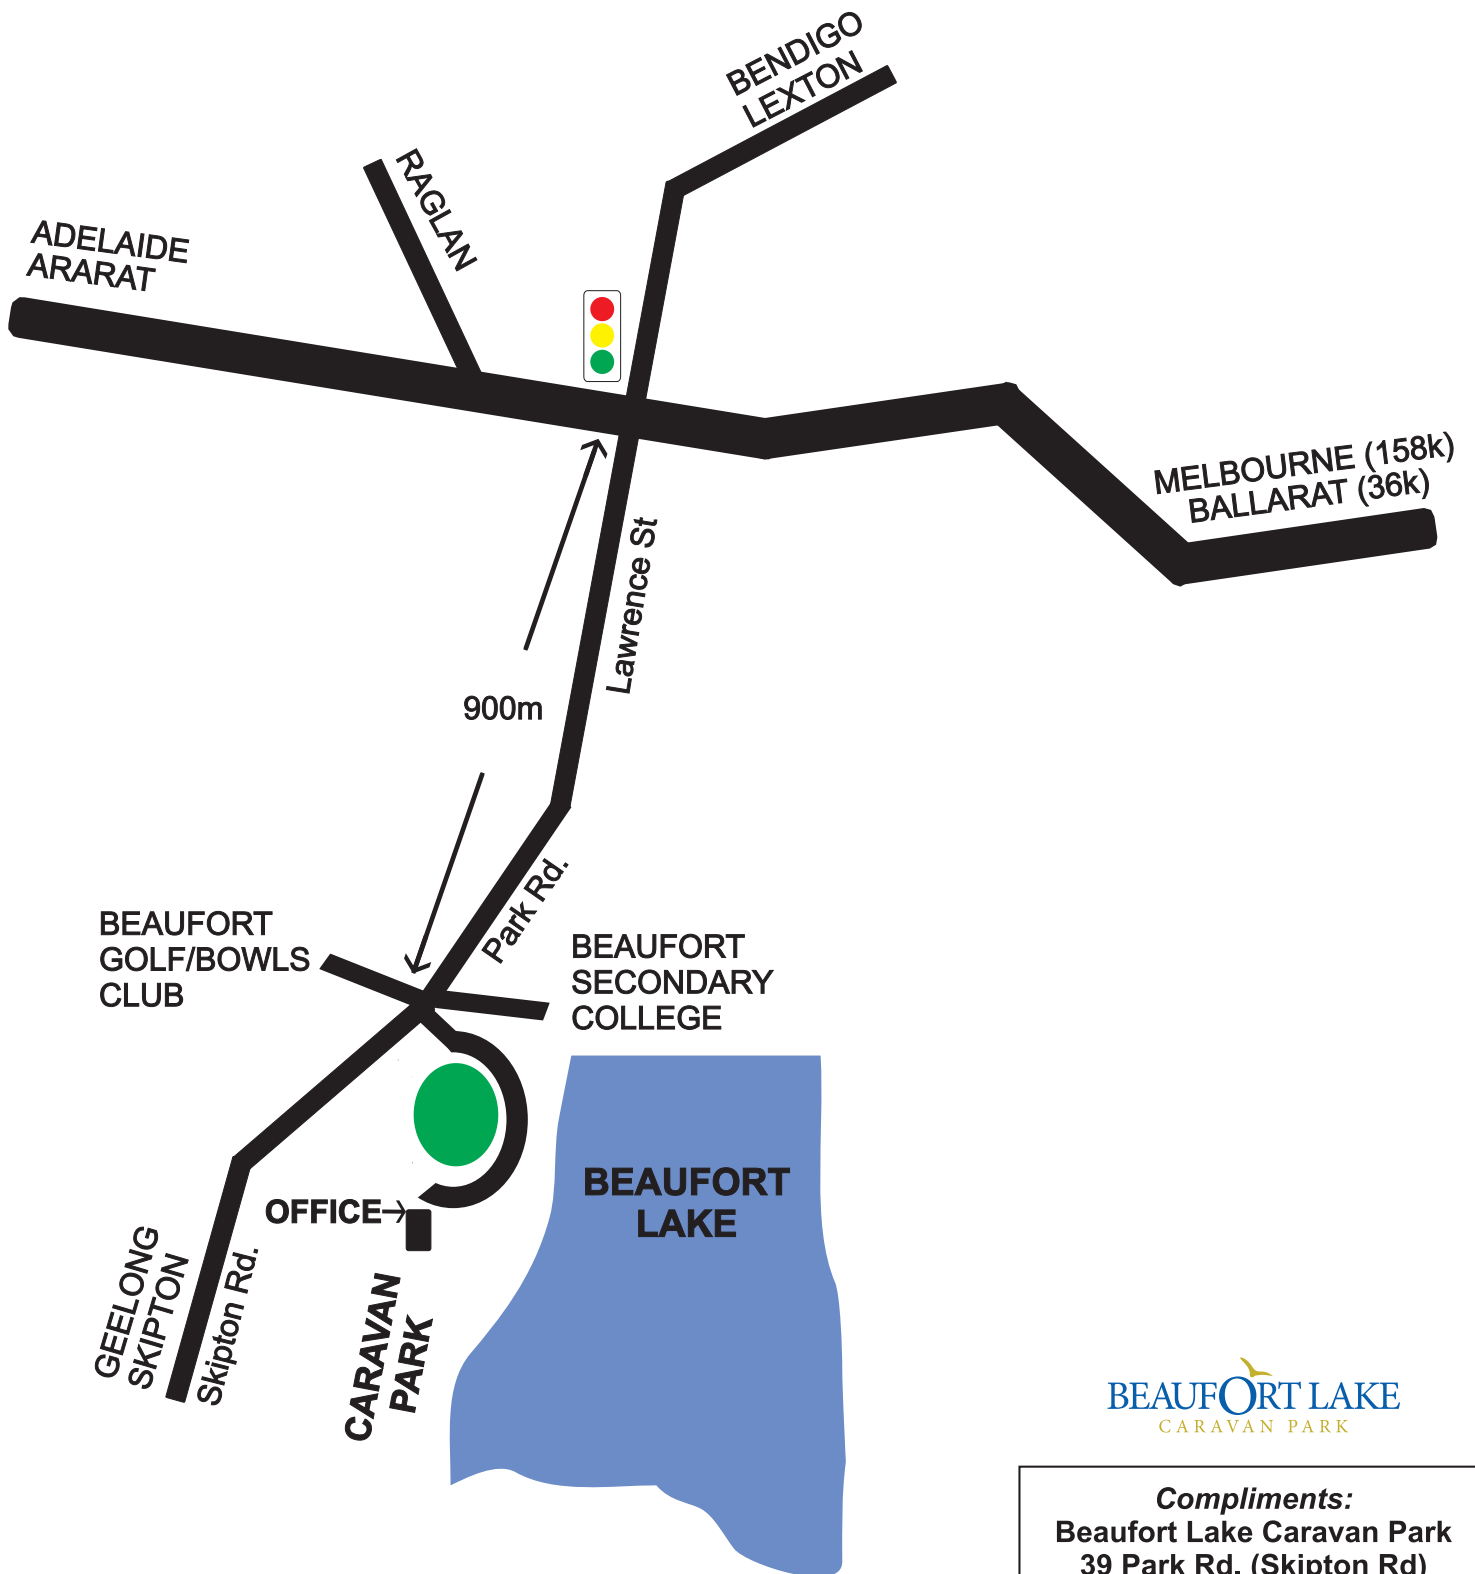 BENDIGO
LEXTON
RAGLAN
ADELAIDE
ARARAT
MELBOURNE (158k)
BALLARAT (36k)
Lawrence St
900m
Park Rd.
BEAUFORT
GOLF/BOWLS
CLUB
BEAUFORT
SECONDARY
COLLEGE
BEAUFORT
LAKE
OFFICE
GEELONG
SKIPTON
Skipton Rd.
CARAVAN
PARK
BEAUFORT LAKE
CARAVAN PARK
Compliments:
Beaufort Lake Caravan Park
39 Park Rd. (Skipton Rd)